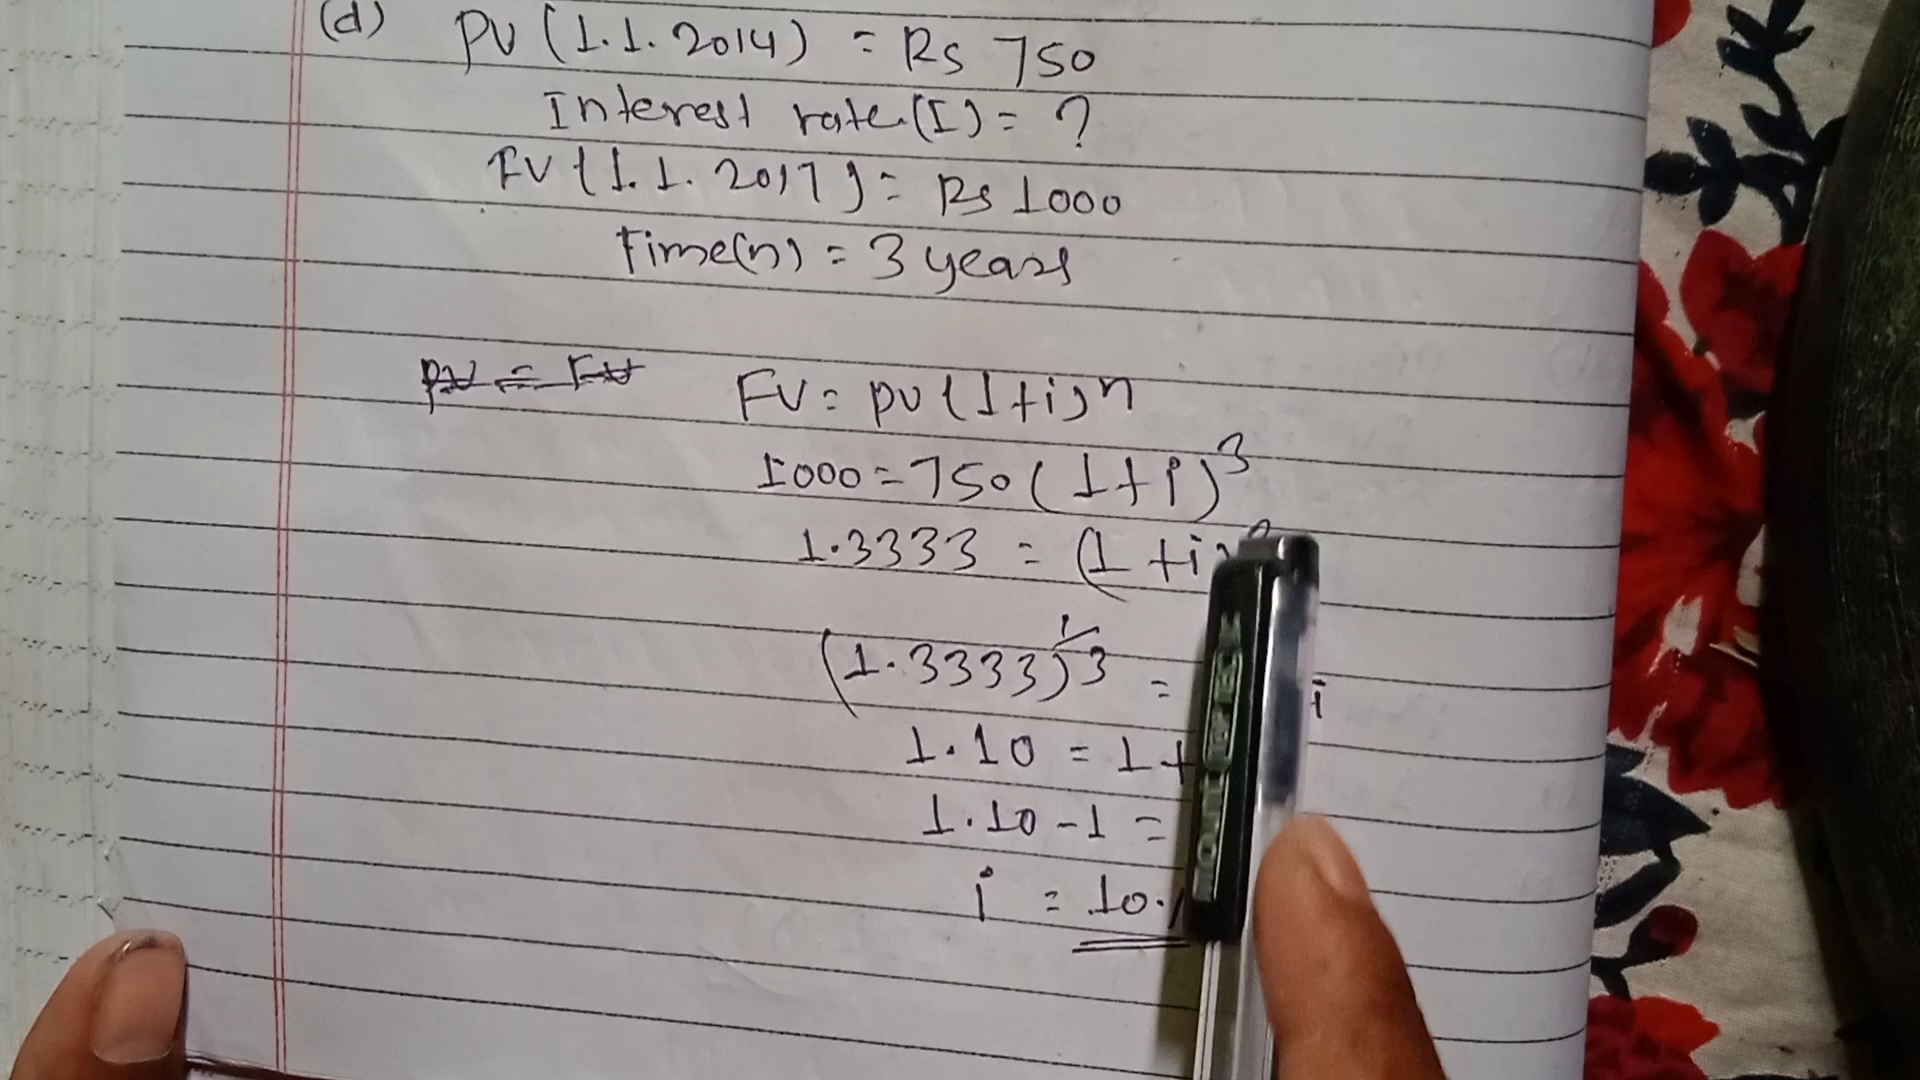 (d) PV (1.1.2014) = Rs 750
Interest rate (I) = ?
FV (1.1.2017) = Rs 1000
Time(n) = 3 years
PV = FV FV = PV (1+i)n
1000 = 750 (1+i)3
1.3333 = (1+i)
(1.3333)1/3 = i
1.10 = 1+
1.10-1 =
i = 10.